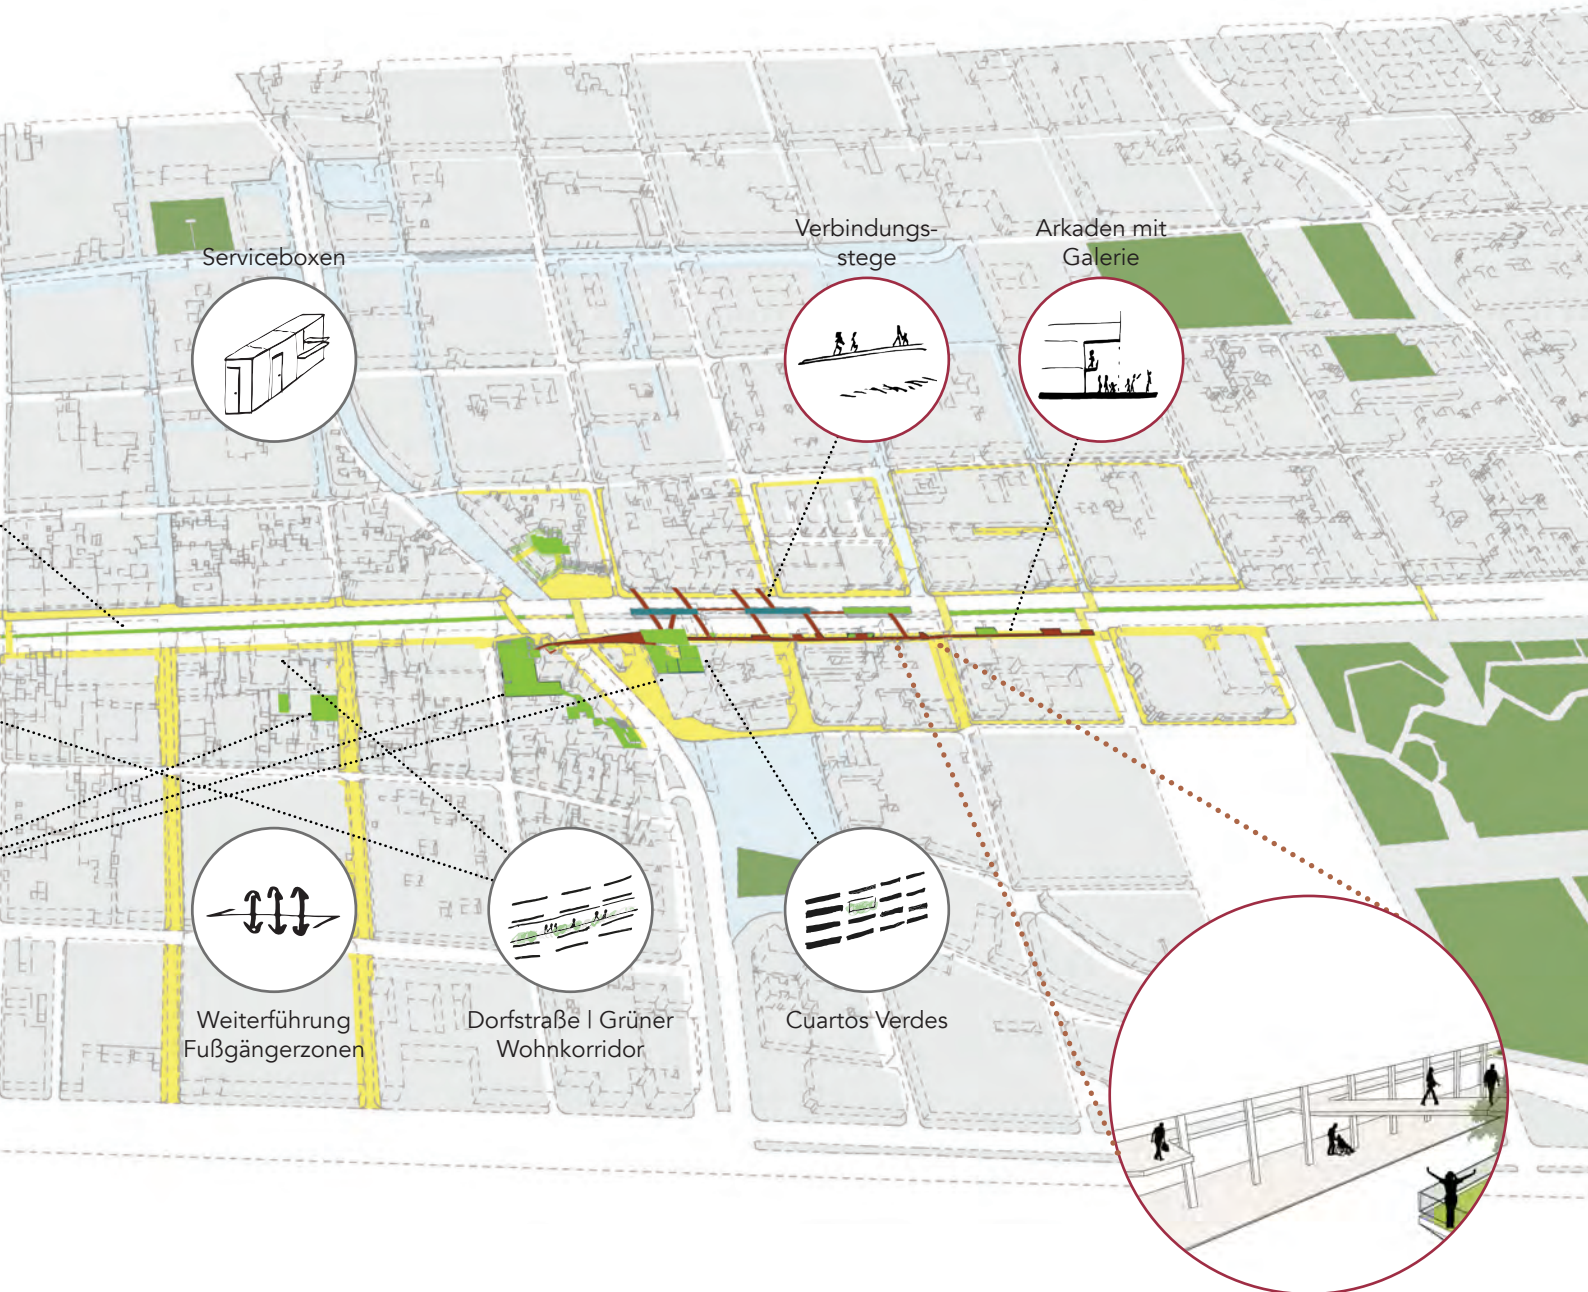 Serviceboxen
Verbindungs-
stege
Arkaden mit
Galerie
Weiterführung
Fußgängerzonen
Dorfstraße | Grüner
Wohnkorridor
Cuartos Verdes